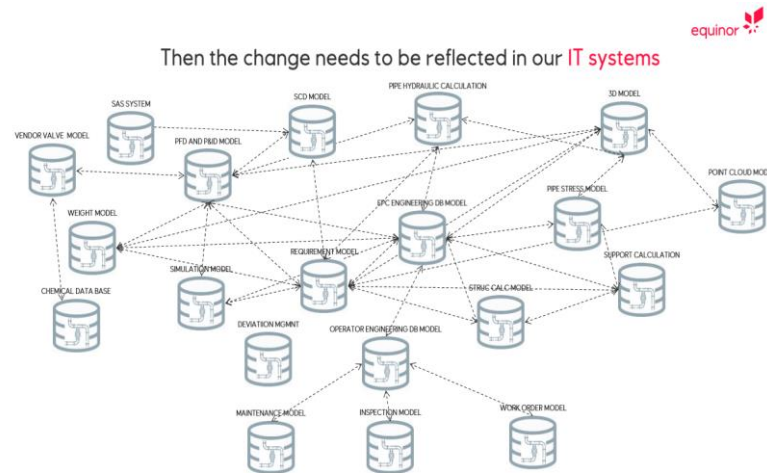 equinor
Then the change needs to be reflected in our IT systems
PIPE HYDRAULIC CALCULATION
SCD MODEL
3D MODEL
SAS SYSTEM
VENDOR VALVE MODEL
PFD AND P&ID MODEL
POINT CLOUD MOD
PIPE STRESS MODEL
EPC ENGINEERING DB MODEL
WEIGHT MODEL
REQUIREMENT MODEL
SUPPORT CALCULATION
SIMULATION MODEL
CHEMICAL DATA BASE
STRUC CALC MODEL
DEVIATIION MGMNT
OPERATOR ENGINEERING DB MODEL
MAINTENANCE MODEL
INSPECTION MODEL
WORK ORDER MODEL